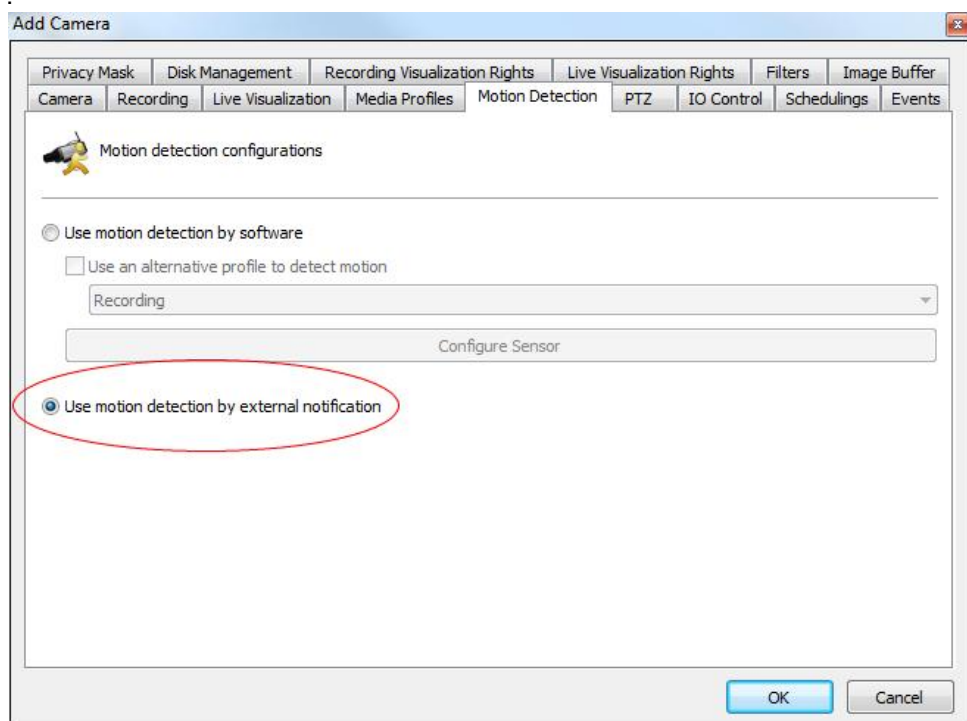 Add Camera
Privacy Mask Disk Management Recording Visualization Rights Live Visualization Rights Filters Image Buffer
Camera Recording Live Visualization Media Profiles Motion Detection PTZ IO Control Schedulings Events
Motion detection configurations
Use motion detection by software
Use an alternative profile to detect motion
Recording
Configure Sensor
Use motion detection by external notification
OK Cancel